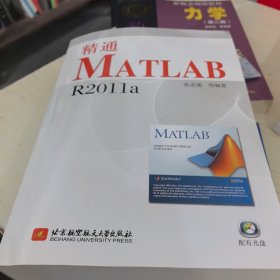 力学
精通
MATLAB
R2011a
张志涌 等编著
MATLAB
R2011a
配有光盘
北京航空航天大学出版社
BEIHANG UNIVERSITY PRESS